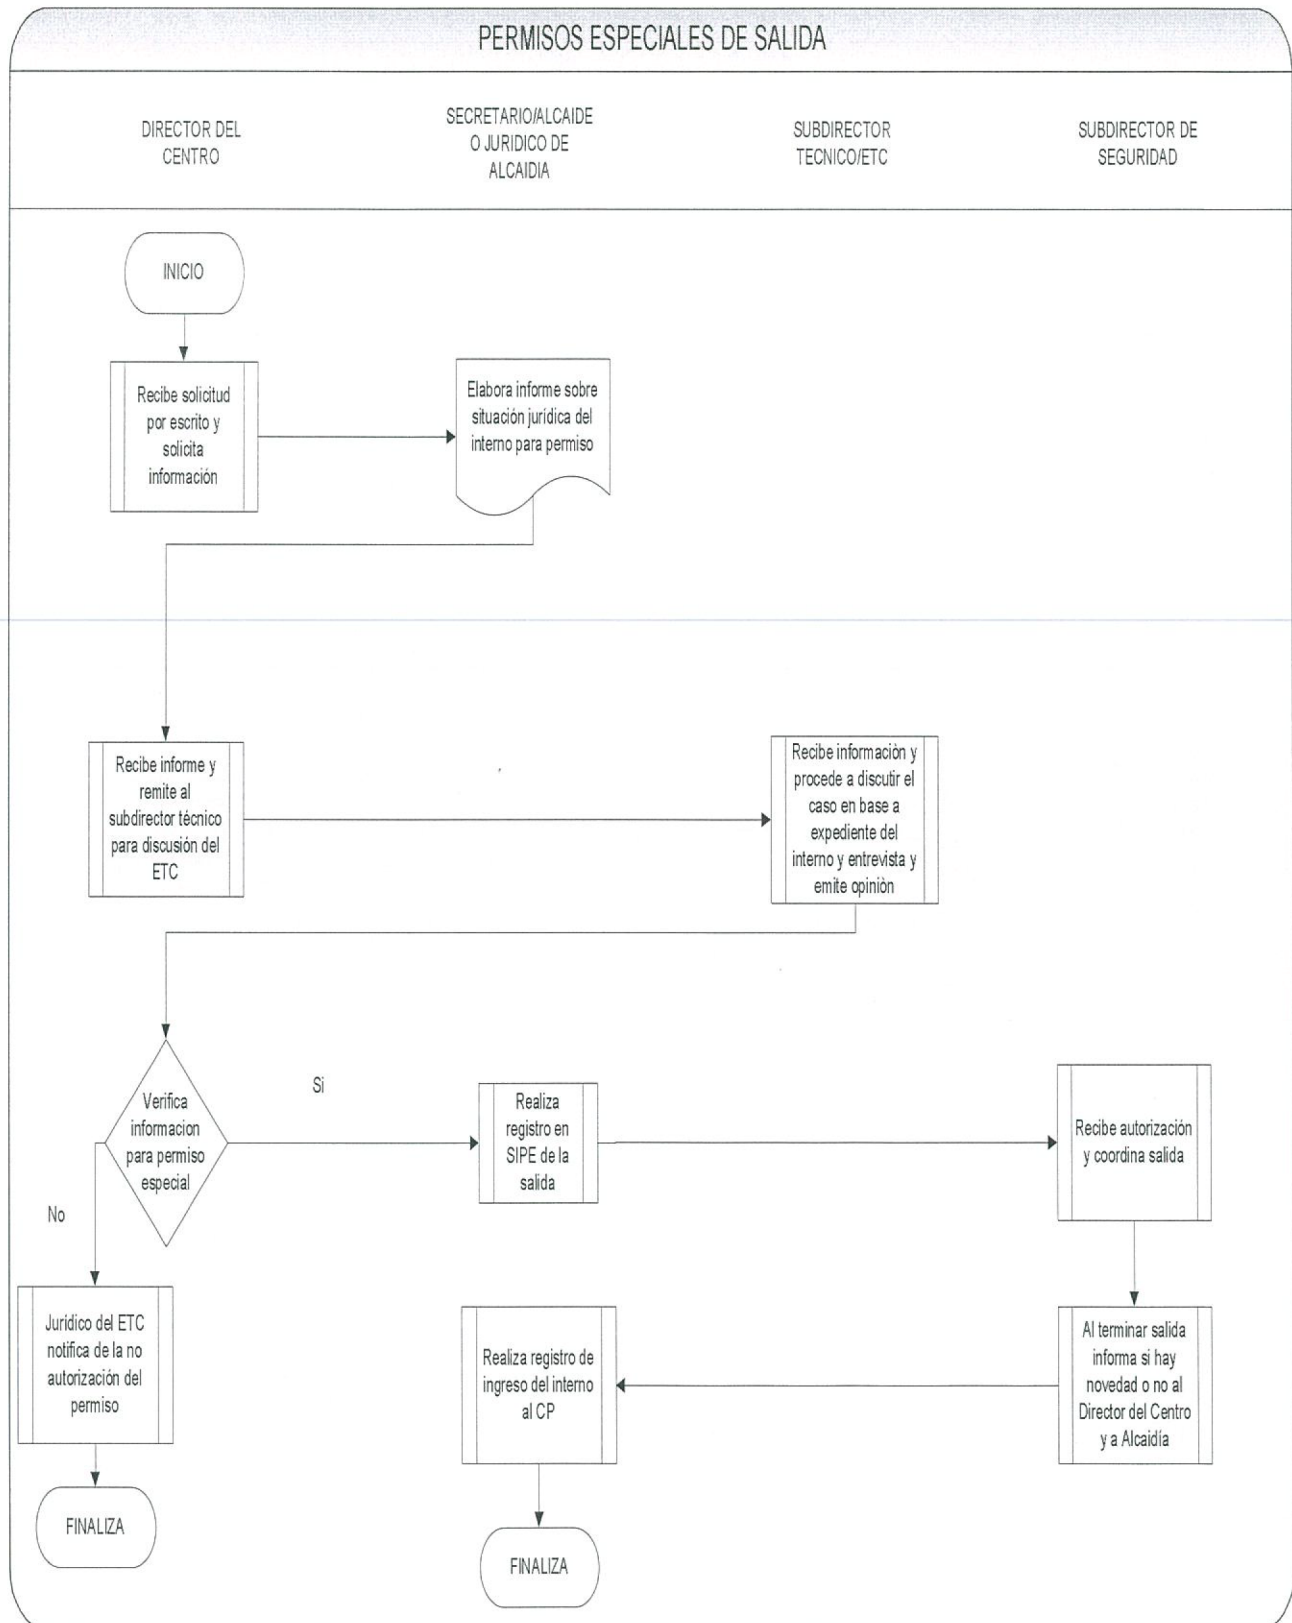 PERMISOS ESPECIALES DE SALIDA
DIRECTOR DEL
CENTRO
SECRETARIO/ALCAIDE
O JURIDICO DE
ALCAIDIA
SUBDIRECTOR
TECNICO/ETC
SUBDIRECTOR DE
SEGURIDAD
INICIO
Recibe solicitud
por escrito y
solicita
información
Elabora informe sobre
situación jurídica del
interno para permiso
Recibe informe y
remite al
subdirector técnico
para discusión del
ETC
Recibe informaciòn y
procede a discutir el
caso en base a
expediente del
interno y entrevista y
emite opiniòn
Verifica
informacion
para permiso
especial
Si
No
Realiza
registro en
SIPE de la
salida
Recibe autorización
y coordina salida
Jurídico del ETC
notifica de la no
autorización del
permiso
Realiza registro de
ingreso del interno
al CP
Al terminar salida
informa si hay
novedad o no al
Director del Centro
y a Alcaidía
FINALIZA
FINALIZA